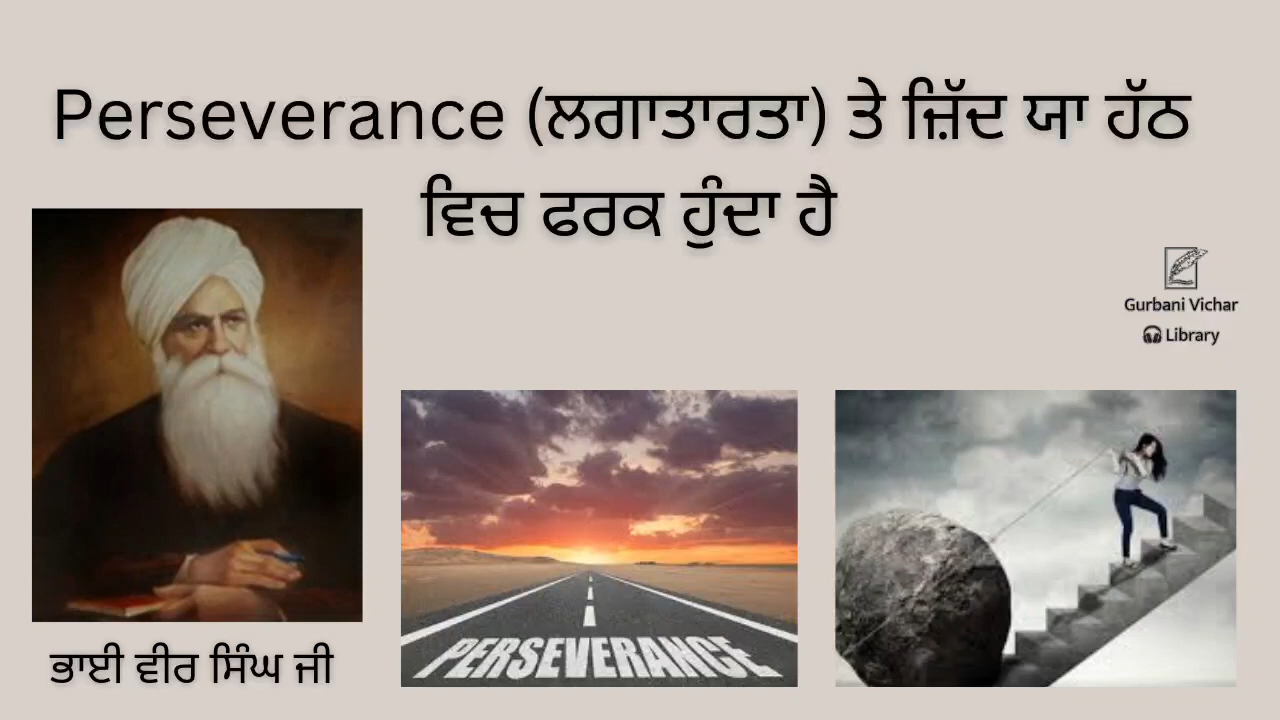 Perseverance (ਲਗਾਤਾਰਤਾ) ਤੇ ਜ਼ਿੱਦ ਯਾ ਹੱਠ
ਵਿਚ ਫਰਕ ਹੁੰਦਾ ਹੈ
Gurbani Vichar
Library
PERSEVERANCE
ਭਾਈ ਵੀਰ ਸਿੰਘ ਜੀ